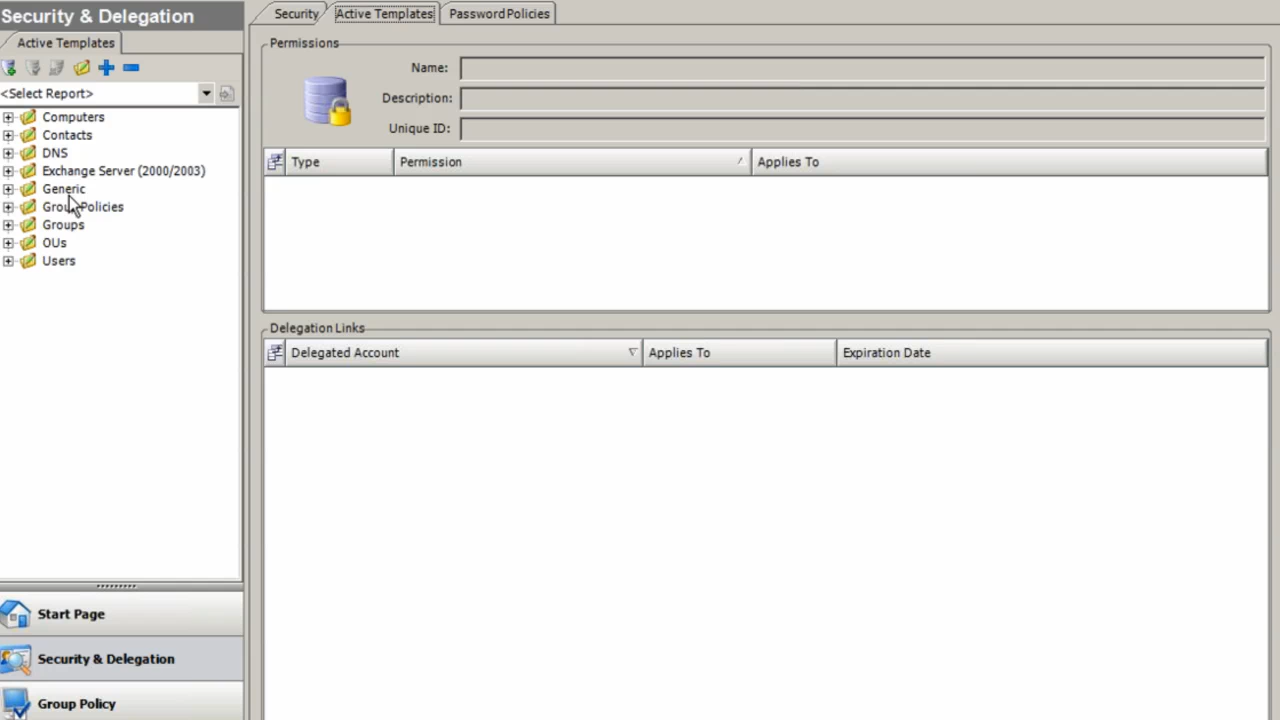 Security & Delegation
Active Templates
<Select Report>
Computers
Contacts
DNS
Exchange Server (2000/2003)
Generic
Group Policies
Groups
OUs
Users
Start Page
Security & Delegation
Group Policy
Security
Active Templates
Password Policies
Permissions
Name:
Description:
Unique ID:
Type
Permission
Applies To
Delegation Links
Delegated Account
Applies To
Expiration Date